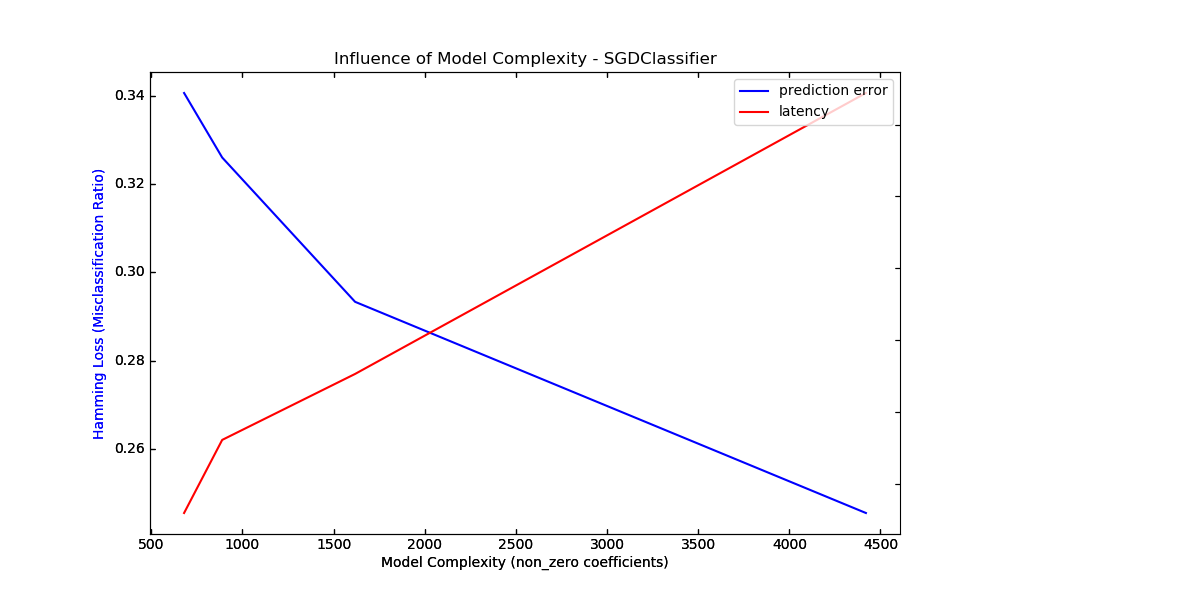 Influence of Model Complexity - SGDClassifier
prediction error
latency
0.34
0.32
0.30
0.28
0.26
Hamming Loss (Misclassification Ratio)
500 1000 1500 2000 2500 3000 3500 4000 4500
Model Complexity (non_zero coefficients)